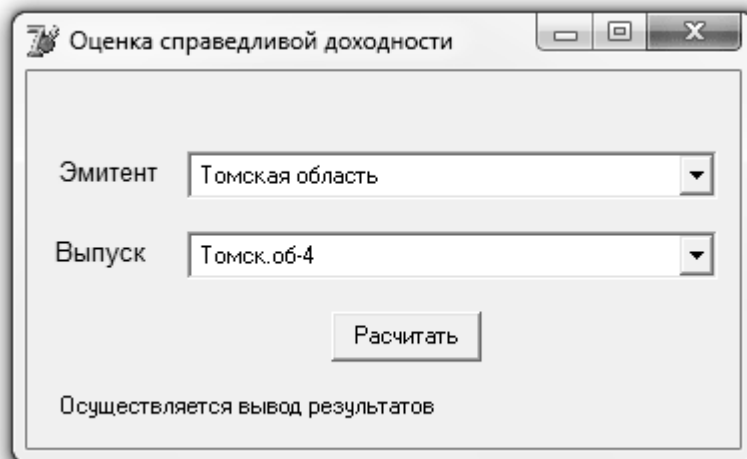 Оценка справедливой доходности
Эмитент Томская область
Выпуск Томск.об-4
Расчитать
Осуществляется вывод результатов